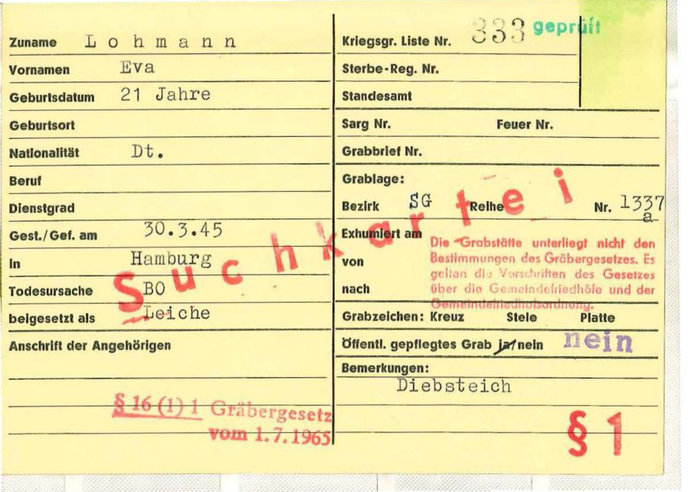 Zuname L o h m a n n
Vornamen Eva
Geburtsdatum 21 Jahre
Geburtsort
Nationalität Dt.
Beruf
Dienstgrad
Gest./Gef. am 30.3.45
in Hamburg
Todesursache BO
beigesetzt als Leiche
Anschrift der Angehörigen
§ 16 (1) 1 Gräbergesetz
vom 1.7.1965
Suchkartei
Kriegsgr. Liste Nr. 333 geprüft
Sterbe-Reg. Nr.
Standesamt
Sarg Nr. Feuer Nr.
Grabbrief Nr.
Grablage:
Bezirk SG Reihe Nr. 1337
a
Exhumiert am
von
nach
Die Grabstätte unterliegt nicht den
Bestimmungen des Gräbergesetzes. Es
gelten die Vorschriften des Gesetzes
über die Gemeindefriedhöfe und der
Gemeindefriedhofsordnung.
Grabzeichen: Kreuz Stele Platte
Öffentl. gepflegtes Grab ja/nein nein
Bemerkungen:
Diebsteich
§ 1